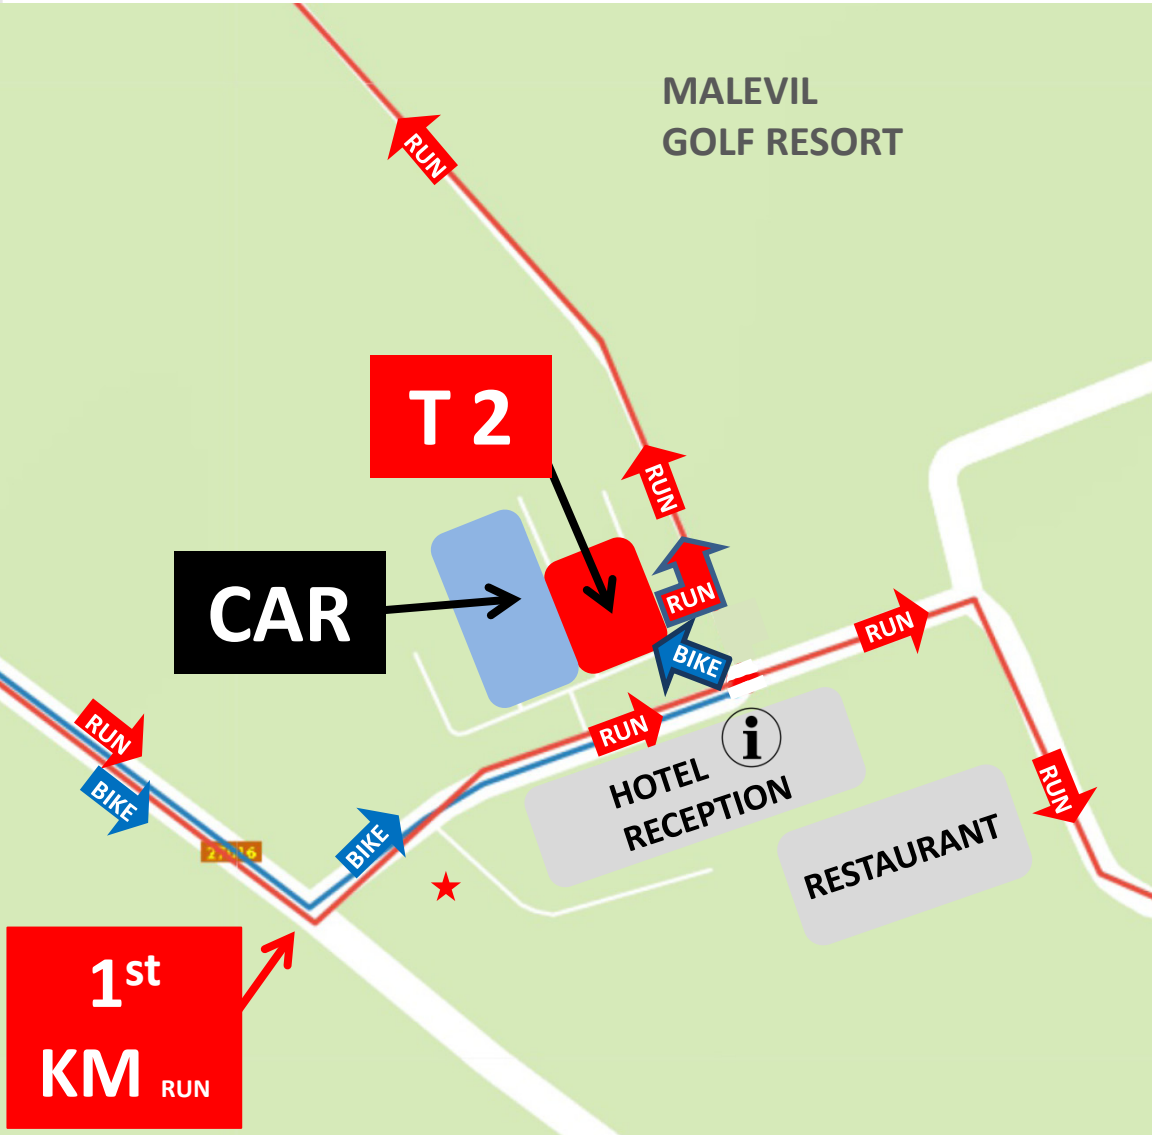 MALEVIL
GOLF RESORT
RUN
T 2
RUN
CAR
RUN
RUN
BIKE
RUN
RUN
BIKE
RUN
i
HOTEL
RECEPTION
RUN
BIKE
RESTAURANT
1st
KM RUN